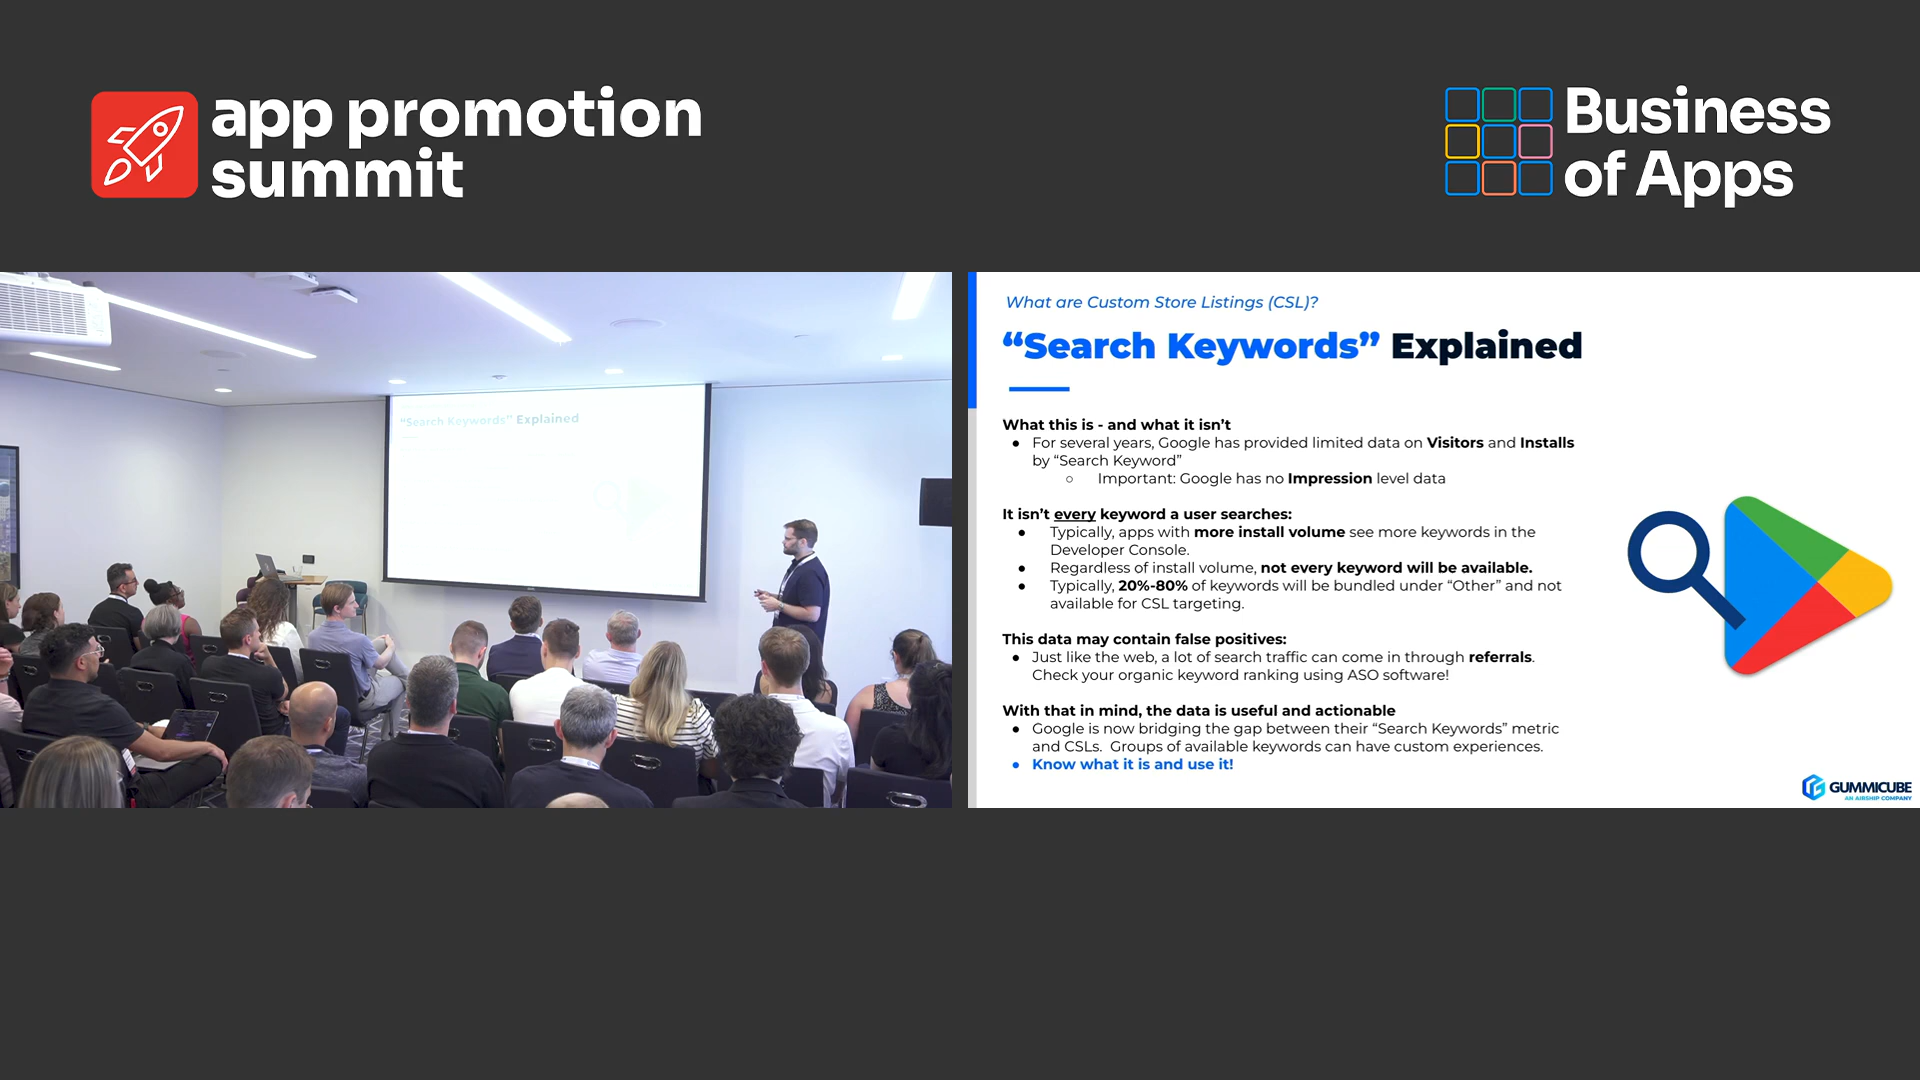 app promotion
summit
Business
of Apps
"Search Keywords" Explained
What are Custom Store Listings (CSL)?
“Search Keywords” Explained
What this is - and what it isn’t
● For several years, Google has provided limited data on Visitors and Installs
by “Search Keyword”
○ Important: Google has no Impression level data
It isn’t every keyword a user searches:
● Typically, apps with more install volume see more keywords in the
Developer Console.
● Regardless of install volume, not every keyword will be available.
● Typically, 20%-80% of keywords will be bundled under “Other” and not
available for CSL targeting.
This data may contain false positives:
● Just like the web, a lot of search traffic can come in through referrals.
Check your organic keyword ranking using ASO software!
With that in mind, the data is useful and actionable
● Google is now bridging the gap between their “Search Keywords” metric
and CSLs. Groups of available keywords can have custom experiences.
● Know what it is and use it!
GUMMICUBE
AN AIRSHIP COMPANY